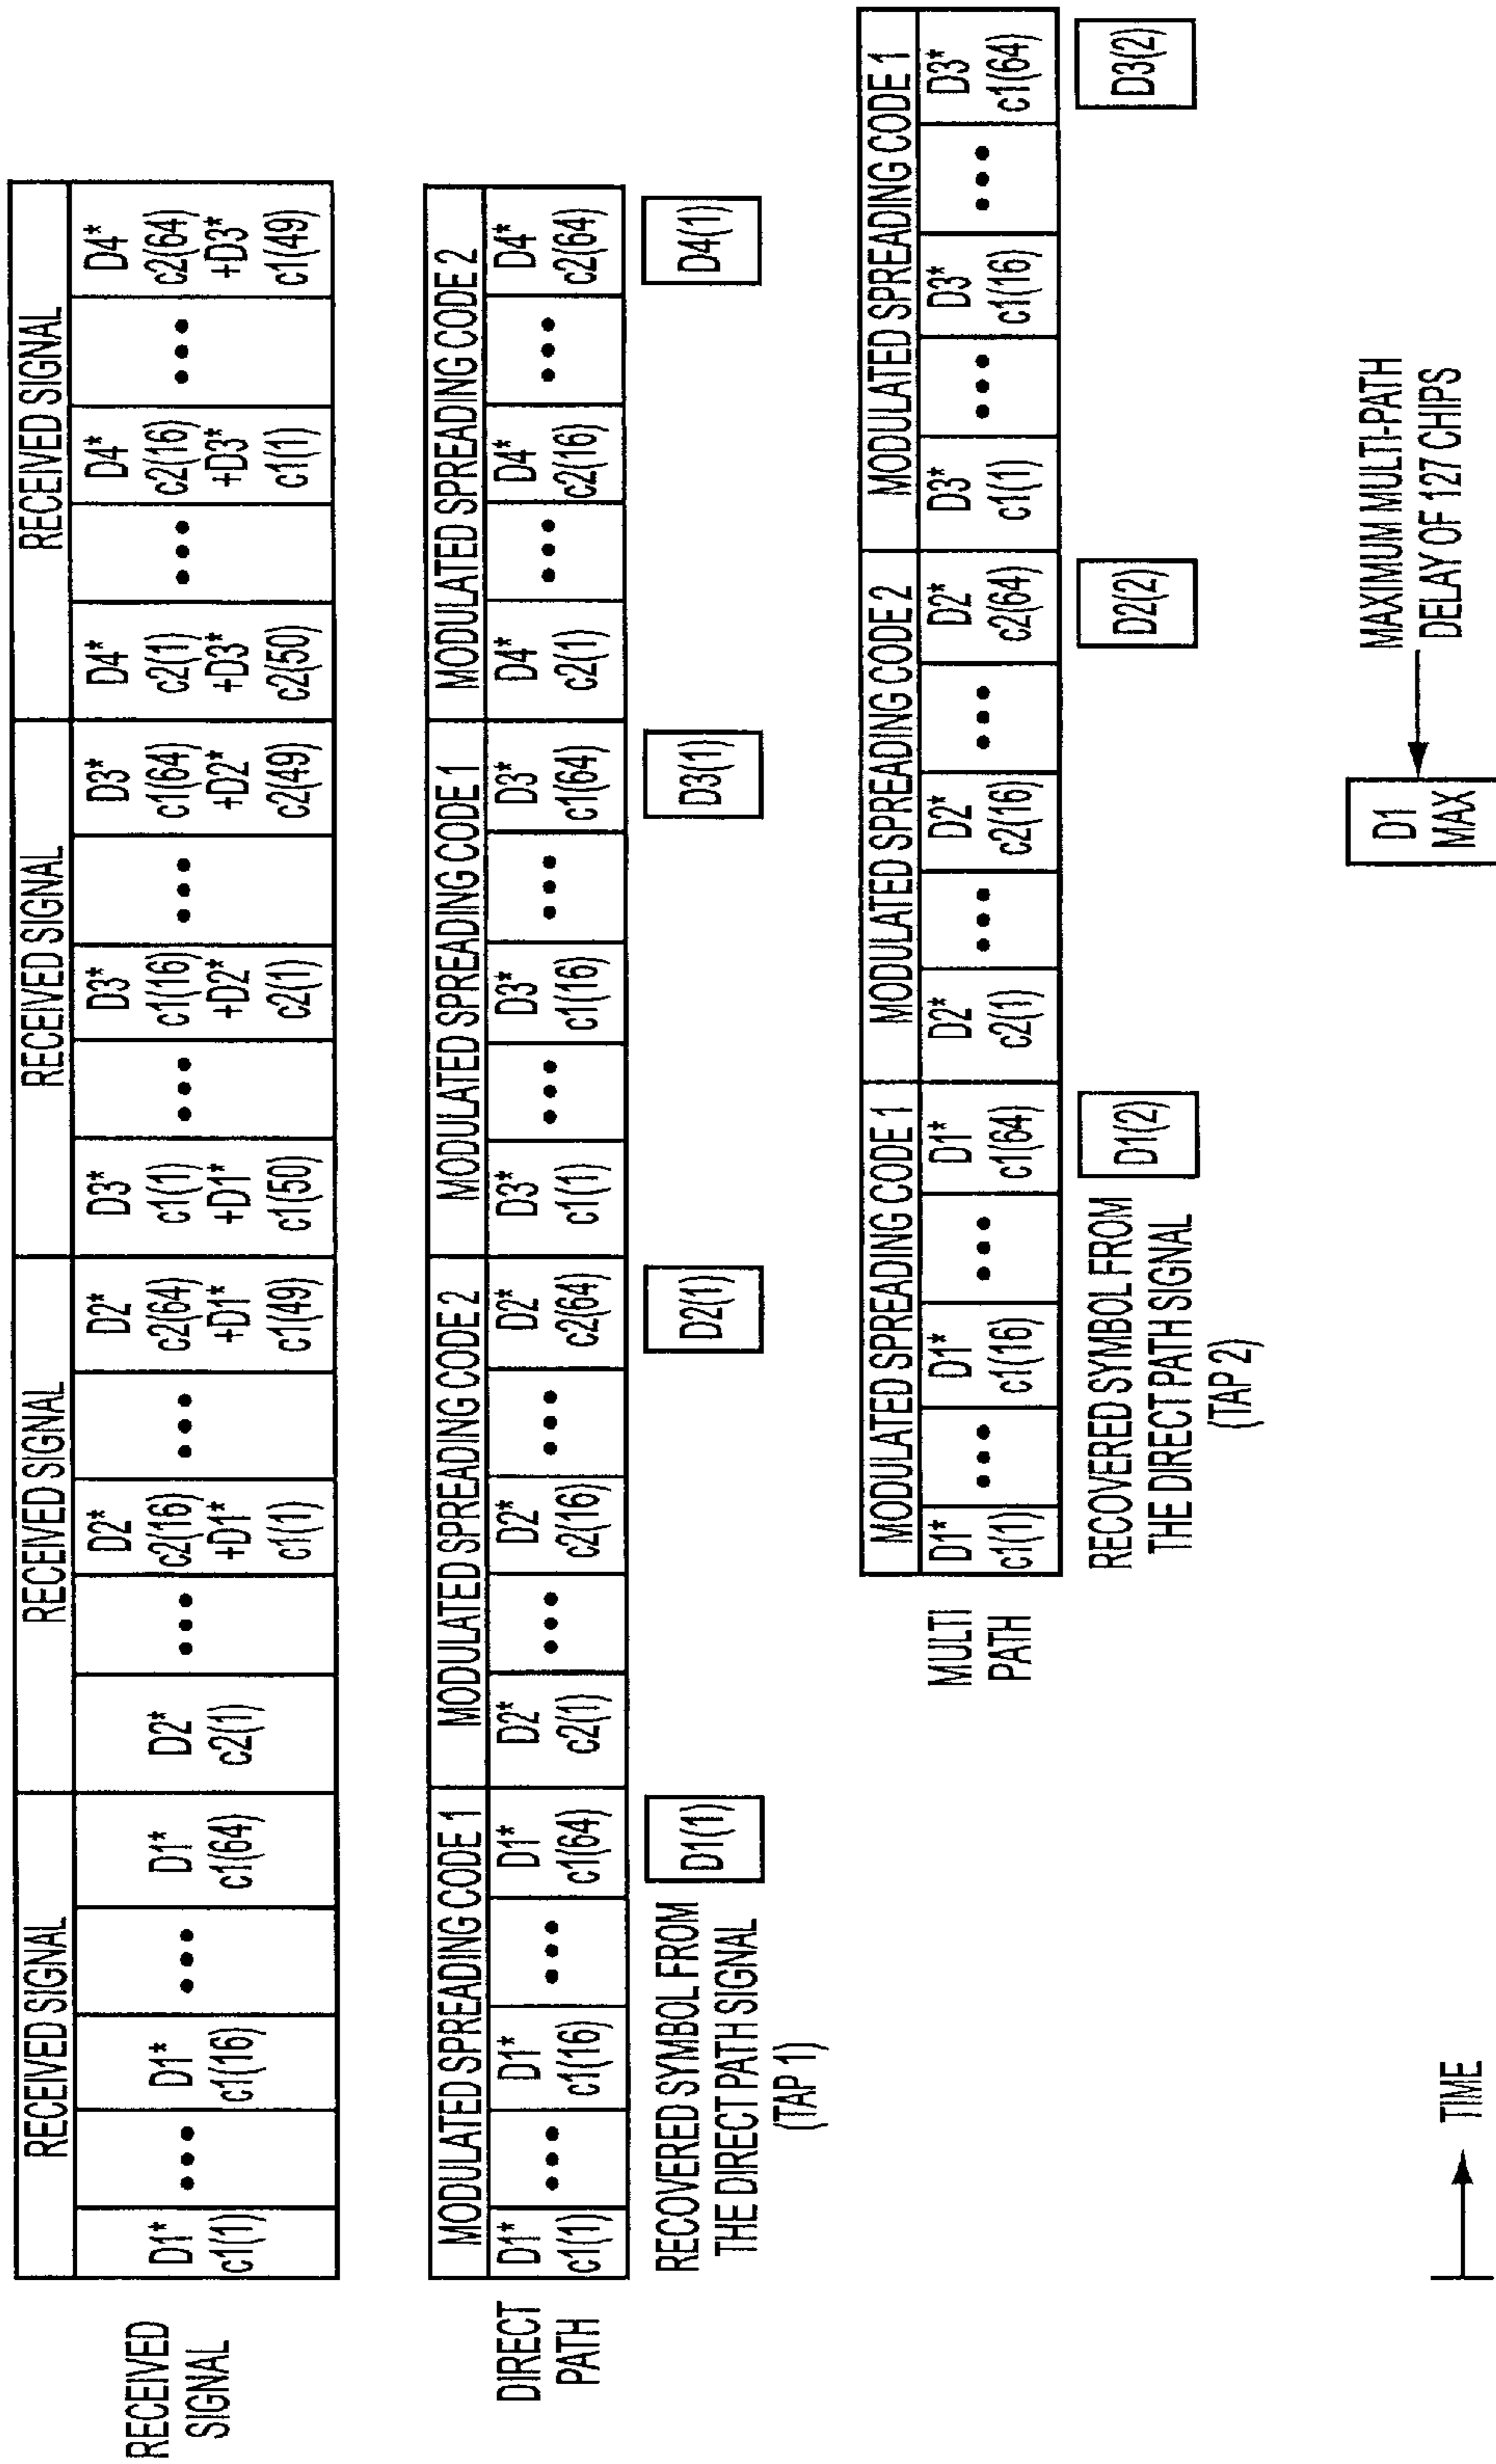 RECEIVED
SIGNAL
RECEIVED SIGNAL
RECEIVED SIGNAL
RECEIVED SIGNAL
RECEIVED SIGNAL
D1*
c1(1)
•••
D1*
c1(16)
•••
D1*
c1(64)
D2*
c2(1)
•••
D2*
c2(16)
+D1*
c1(1)
•••
D2*
c2(64)
+D1*
c1(49)
D3*
c1(1)
+D1*
c1(50)
•••
D3*
c1(16)
+D2*
c2(1)
•••
D3*
c1(64)
+D2*
c2(49)
D4*
c2(1)
+D3*
c2(50)
•••
D4*
c2(16)
+D3*
c1(1)
•••
D4*
c2(64)
+D3*
c1(49)
DIRECT
PATH
MODULATED SPREADING CODE 1
MODULATED SPREADING CODE 2
MODULATED SPREADING CODE 1
MODULATED SPREADING CODE 2
D1*
c1(1)
•••
D1*
c1(16)
•••
D1*
c1(64)
D2*
c2(1)
•••
D2*
c2(16)
•••
D2*
c2(64)
D3*
c1(1)
•••
D3*
c1(16)
•••
D3*
c1(64)
D4*
c2(1)
•••
D4*
c2(16)
•••
D4*
c2(64)
RECOVERED SYMBOL FROM
THE DIRECT PATH SIGNAL
(TAP 1)
D1(1)
D2(1)
D3(1)
D4(1)
MULTI
PATH
MODULATED SPREADING CODE 1
MODULATED SPREADING CODE 2
MODULATED SPREADING CODE 1
D1*
c1(1)
•••
D1*
c1(16)
•••
D1*
c1(64)
D2*
c2(1)
•••
D2*
c2(16)
•••
D2*
c2(64)
D3*
c1(1)
•••
D3*
c1(16)
•••
D3*
c1(64)
RECOVERED SYMBOL FROM
THE DIRECT PATH SIGNAL
(TAP 2)
D1(2)
D2(2)
D3(2)
TIME
D1
MAX
MAXIMUM MULTI-PATH
DELAY OF 127 CHIPS